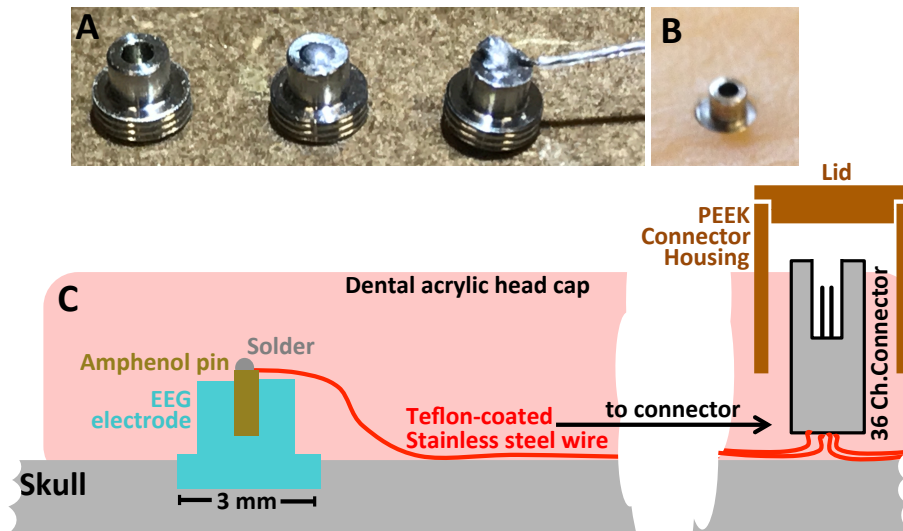 A
B
Lid
PEEK
Connector
Housing
C
Dental acrylic head cap
36 Ch.Connector
Solder
Amphenol pin
EEG
electrode
Teflon-coated
Stainless steel wire
to connector
Skull
3 mm